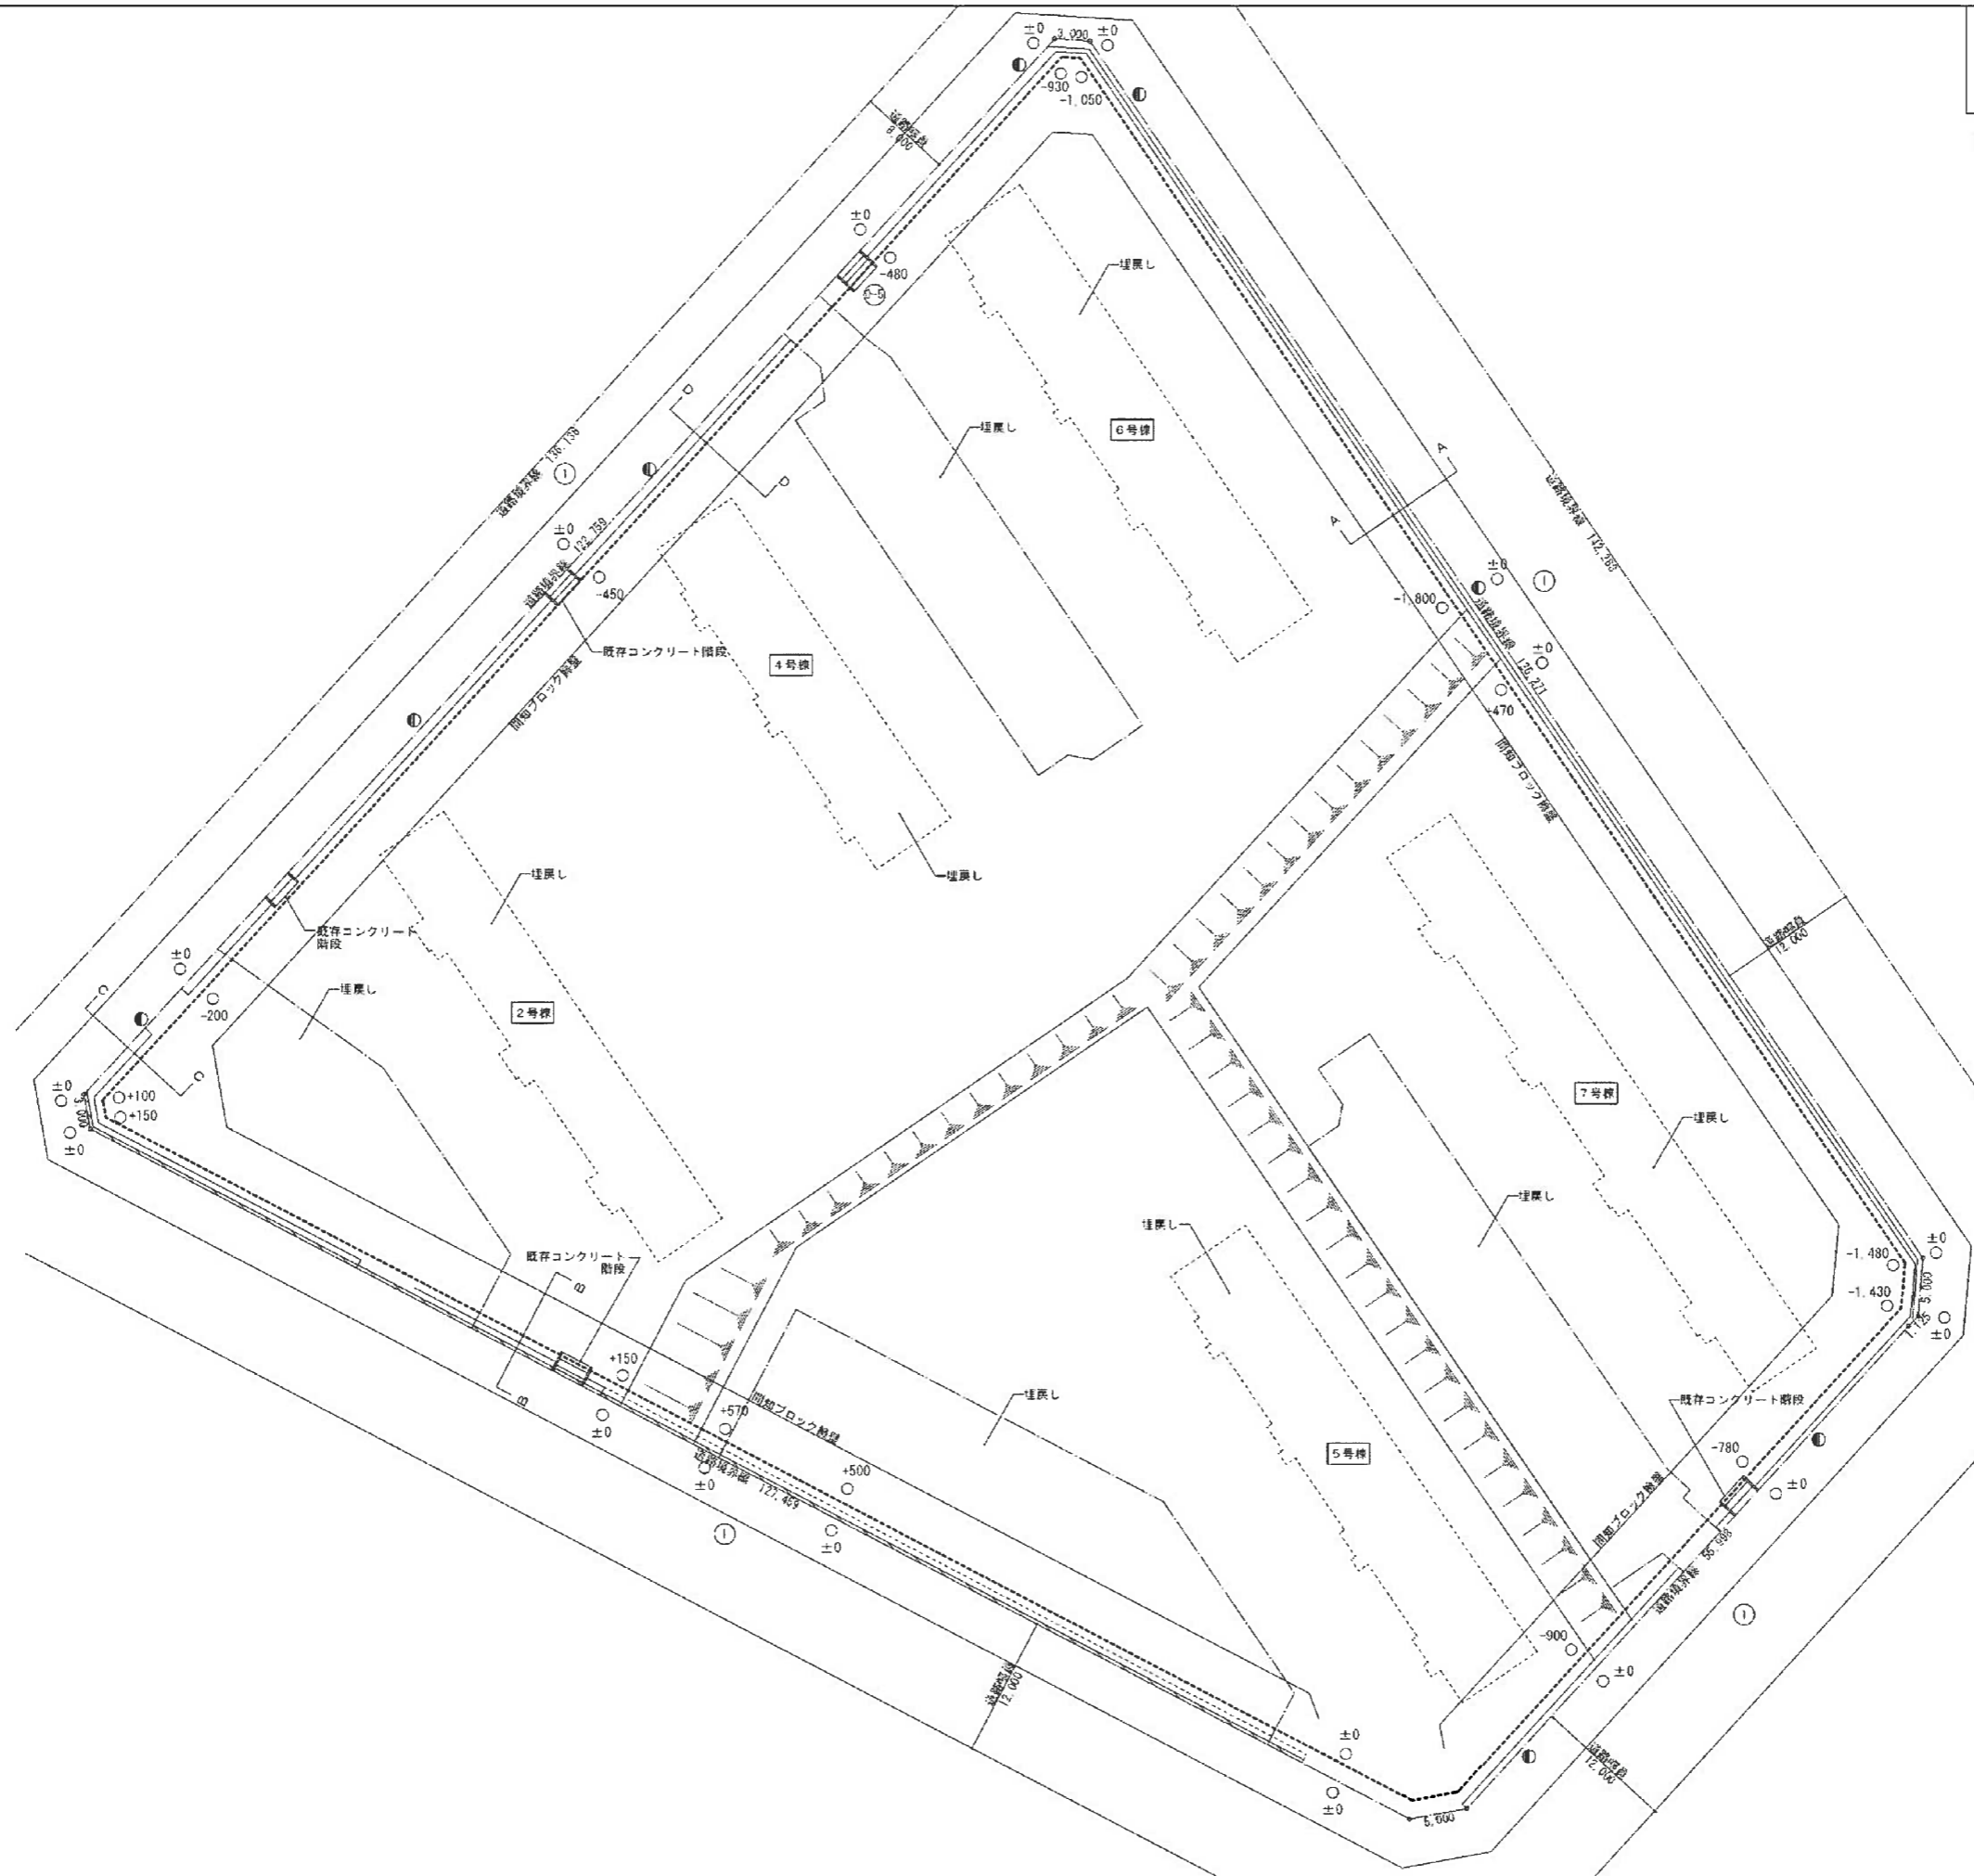 ±0
3,000
±0
-930
-1,050
道路幅員
8,000
±0
-480
埋戻し
D
D
埋戻し
6号棟
A
A
道路境界線 136.138
①
道路境界線 142.268
±0
道路境界線 122.759
-450
±0
①
-1,800
道路境界線 126.271
±0
+470
既存コンクリート階段
4号棟
間知ブロック擁壁
間知ブロック擁壁
埋戻し
埋戻し
既存コンクリート
階段
道路幅員
12,000
±0
-200
埋戻し
2号棟
C
C
±0
+100
+150
±0
7号棟
埋戻し
埋戻し
埋戻し
既存コンクリート
階段
B
B
±0
-1,480
5,000
-1,430
±0
+150
±0
+570
間知ブロック擁壁
埋戻し
既存コンクリート階段
道路境界線 127.469
±0
+500
±0
①
5号棟
-780
±0
間知ブロック擁壁
道路境界線
①
-900
±0
道路幅員
12,000
±0
±0
5,000
道路幅員
12,000